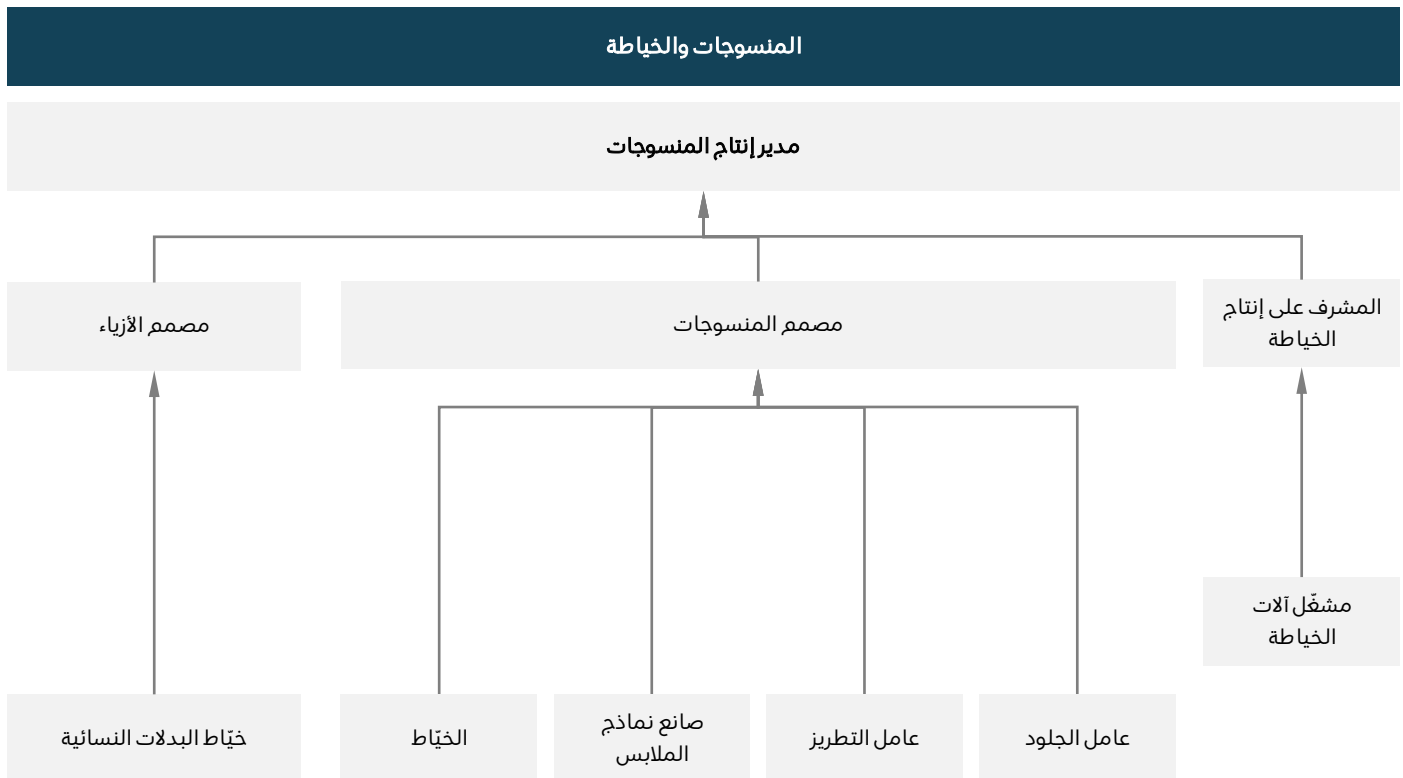 المنسوجات والخياطة
مدير إنتاج المنسوجات
المشرف على إنتاج
الخياطة
مصمم المنسوجات
مصمم الأزياء
مشغّل آلات
الخياطة
عامل الجلود
عامل التطريز
صانع نماذج
الملابس
الخيّاط
خيّاط البدلات النسائية